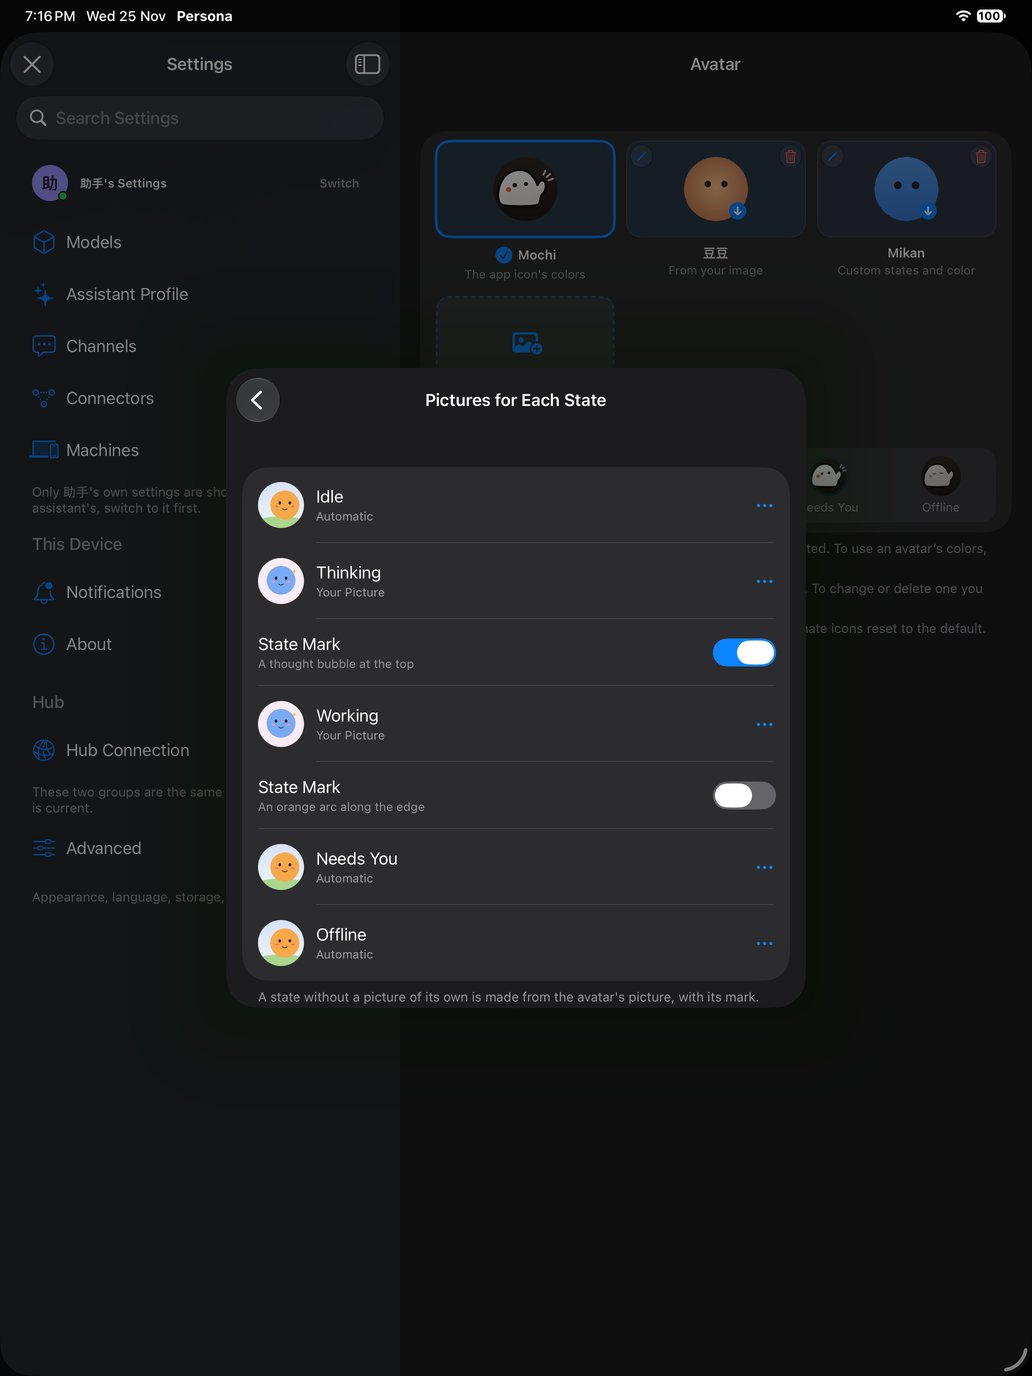 7:16 PM Wed 25 Nov Persona
100
Settings
Search Settings
助
助手's Settings
Switch
Models
Assistant Profile
Channels
Connectors
Machines
Only 助手's own settings are sho
assistant's, switch to it first.
This Device
Notifications
About
Hub
Hub Connection
These two groups are the same
is current.
Advanced
Appearance, language, storage,
Avatar
Mochi
The app icon's colors
豆豆
From your image
Mikan
Custom states and color
eeds You
Offline
ted. To use an avatar's colors,
. To change or delete one you
nate icons reset to the default.
Pictures for Each State
Idle
Automatic
Thinking
Your Picture
State Mark
A thought bubble at the top
Working
Your Picture
State Mark
An orange arc along the edge
Needs You
Automatic
Offline
Automatic
A state without a picture of its own is made from the avatar's picture, with its mark.